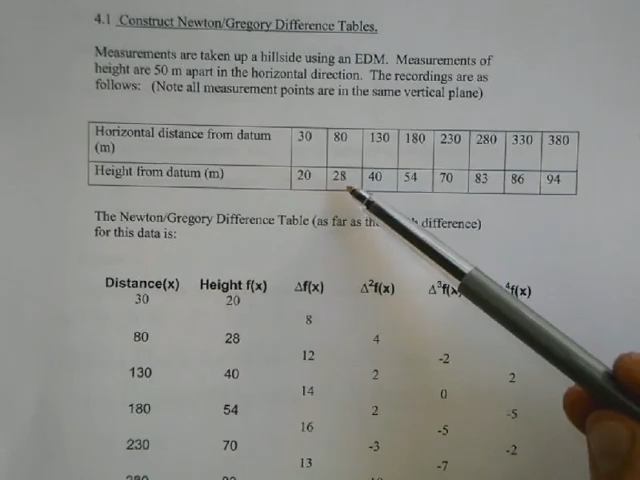 4.1 Construct Newton/Gregory Difference Tables.
Measurements are taken up a hillside using an EDM. Measurements of
height are 50 m apart in the horizontal direction. The recordings are as
follows: (Note all measurement points are in the same vertical plane)
Horizontal distance from datum (m) 30 80 130 180 230 280 330 380
Height from datum (m) 20 28 40 54 70 83 86 94
The Newton/Gregory Difference Table (as far as the difference)
for this data is:
Distance(x) Height f(x) Δf(x) Δ²f(x) Δ³f(x) ⁴f(x)
30 20
8
80 28 4
12 -2
130 40 2 2
14 0
180 54 2 -5
16 -5
230 70 -3 -2
13 -7